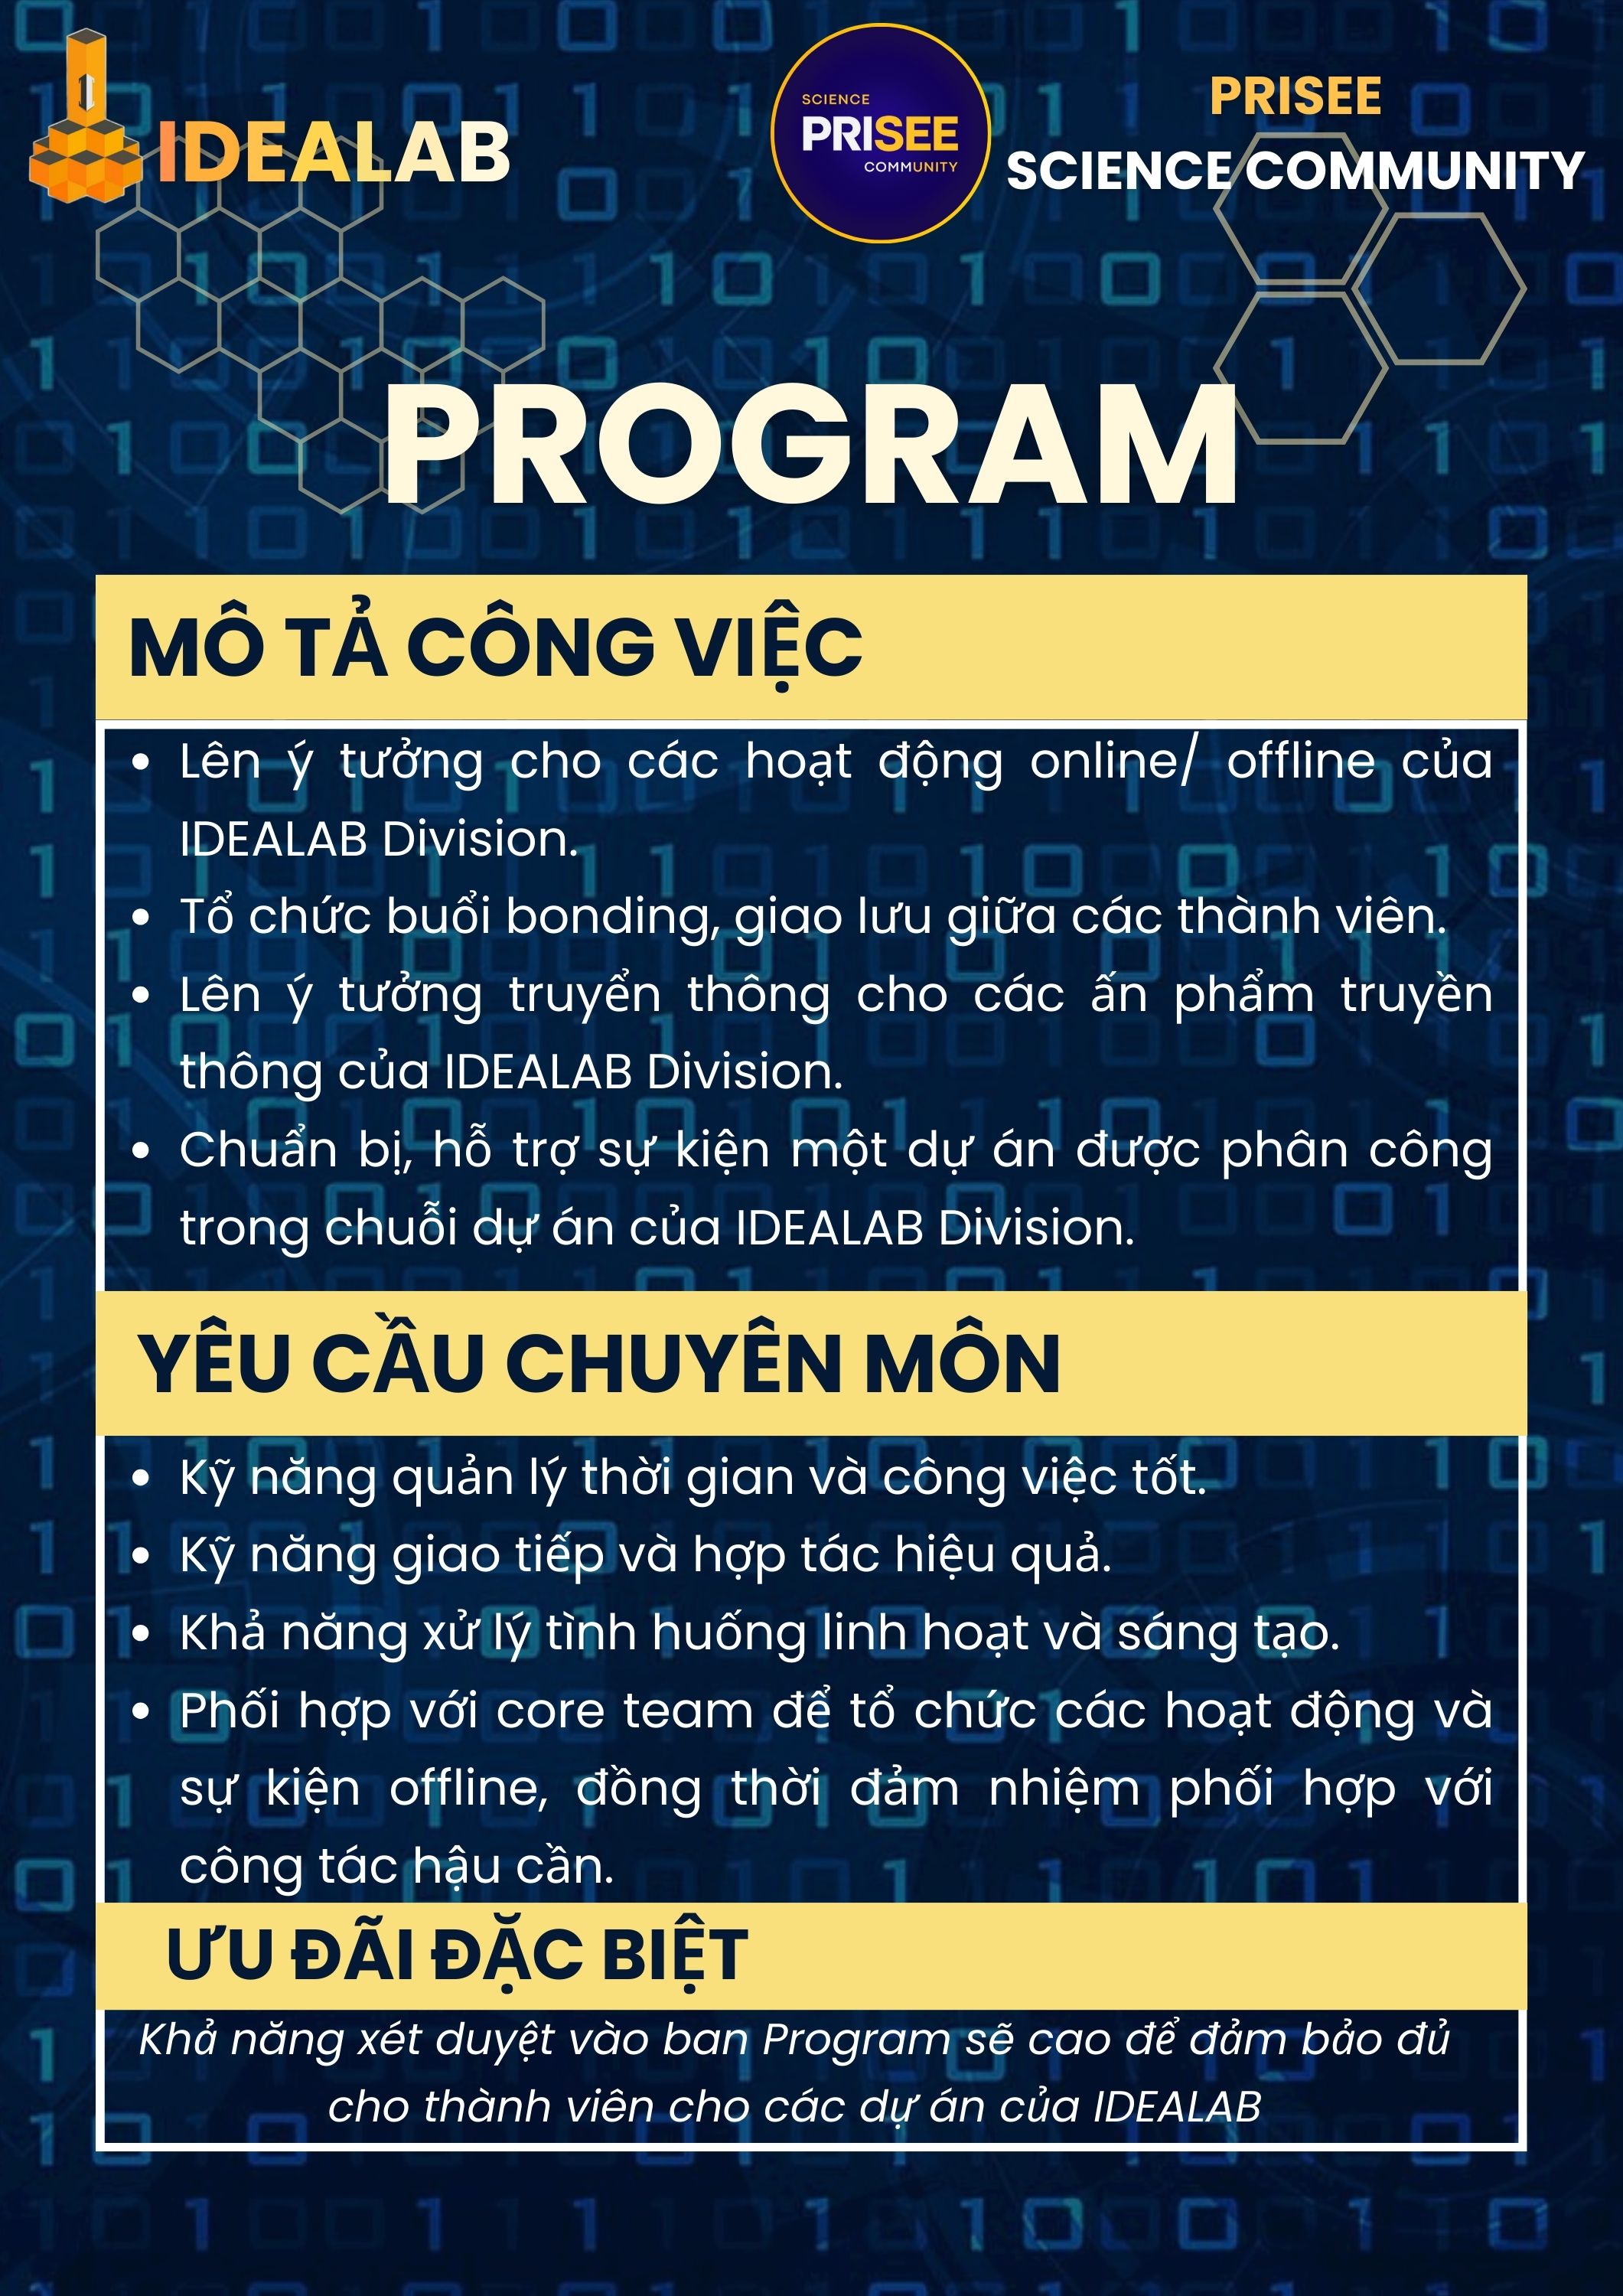 IDEALAB
SCIENCE
PRISEE
COMMUNITY
PRISEE
SCIENCE COMMUNITY
PROGRAM
MÔ TẢ CÔNG VIỆC
• Lên ý tưởng cho các hoạt động online/ offline của
IDEALAB Division.
• Tổ chức buổi bonding, giao lưu giữa các thành viên.
• Lên ý tưởng truyển thông cho các ấn phẩm truyền
thông của IDEALAB Division.
• Chuẩn bị, hỗ trợ sự kiện một dự án được phân công
trong chuỗi dự án của IDEALAB Division.
YÊU CẦU CHUYÊN MÔN
• Kỹ năng quản lý thời gian và công việc tốt.
• Kỹ năng giao tiếp và hợp tác hiệu quả.
• Khả năng xử lý tình huống linh hoạt và sáng tạo.
• Phối hợp với core team để tổ chức các hoạt động và
sự kiện offline, đồng thời đảm nhiệm phối hợp với
công tác hậu cần.
ƯU ĐÃI ĐẶC BIỆT
Khả năng xét duyệt vào ban Program sẽ cao để đảm bảo đủ
cho thành viên cho các dự án của IDEALAB